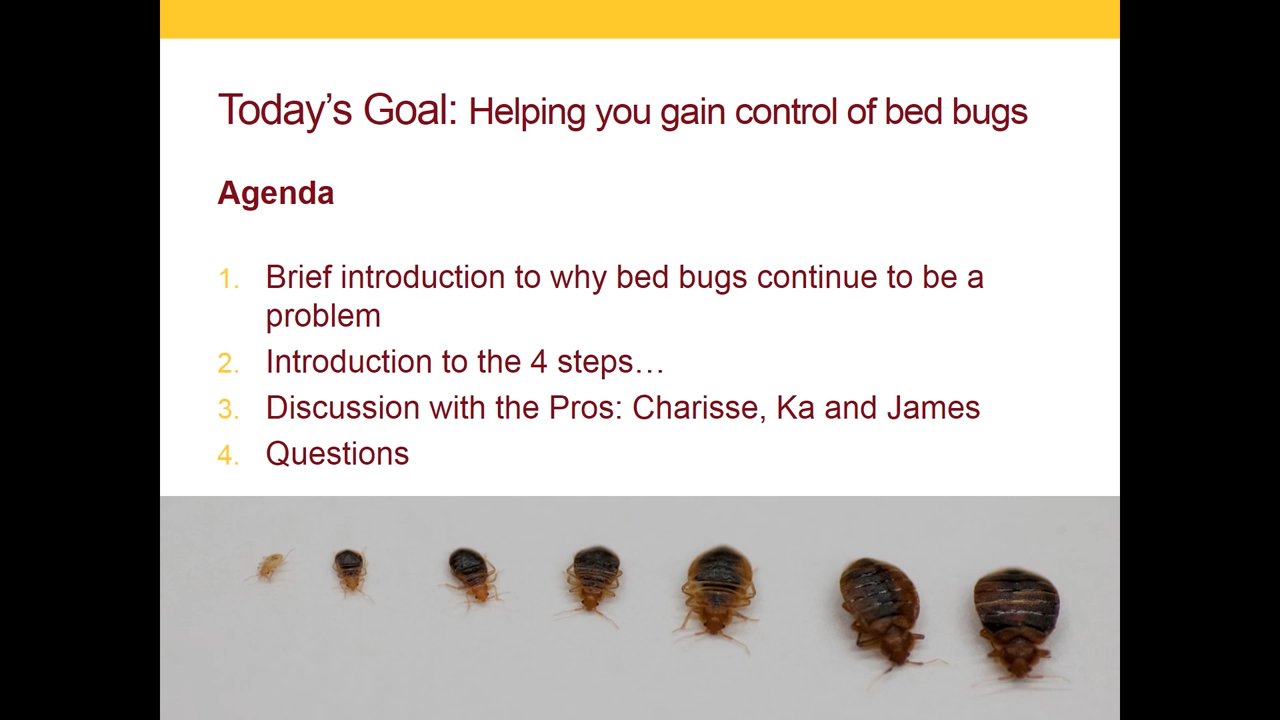 Today’s Goal: Helping you gain control of bed bugs
Agenda
1. Brief introduction to why bed bugs continue to be a
problem
2. Introduction to the 4 steps…
3. Discussion with the Pros: Charisse, Ka and James
4. Questions